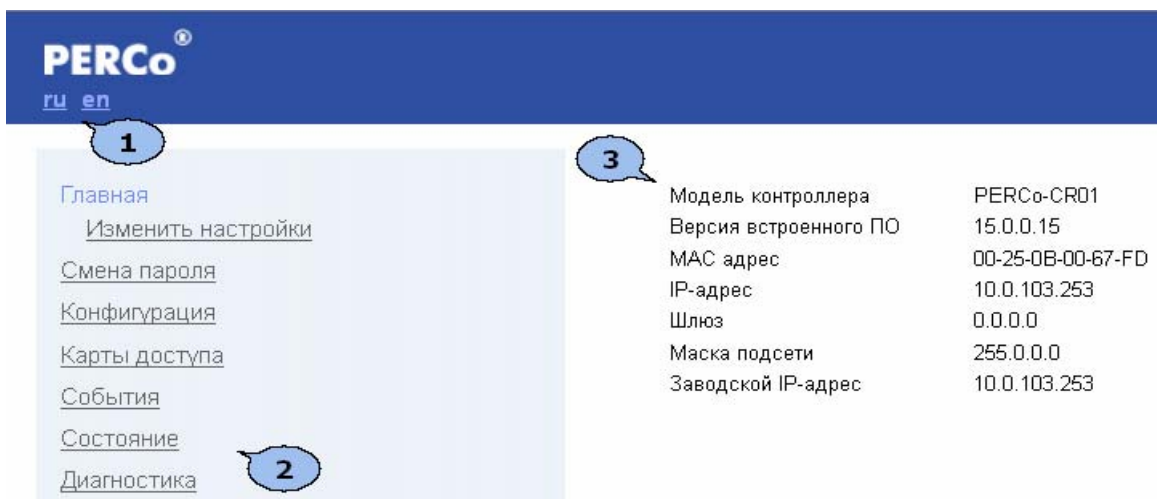 PERCo®
ru en
1
Главная
Изменить настройки
Смена пароля
Конфигурация
Карты доступа
События
Состояние
Диагностика
2
3
Модель контроллера PERCo-CR01
Версия встроенного ПО 15.0.0.15
MAC адрес 00-25-0B-00-67-FD
IP-адрес 10.0.103.253
Шлюз 0.0.0.0
Маска подсети 255.0.0.0
Заводской IP-адрес 10.0.103.253